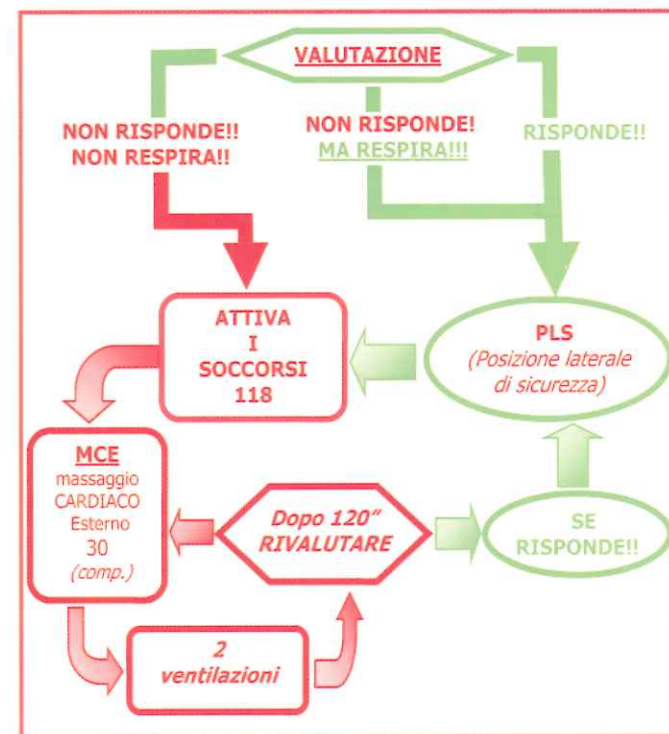 VALUTAZIONE
NON RISPONDE!!
NON RESPIRA!!
NON RISPONDE!
MA RESPIRA!!!
RISPONDE!!
ATTIVA
I
SOCCORSI
118
PLS
(Posizione laterale
di sicurezza)
MCE
massaggio
CARDIACO
Esterno
30
(comp.)
Dopo 120"
RIVALUTARE
SE
RISPONDE!!
2
ventilazioni